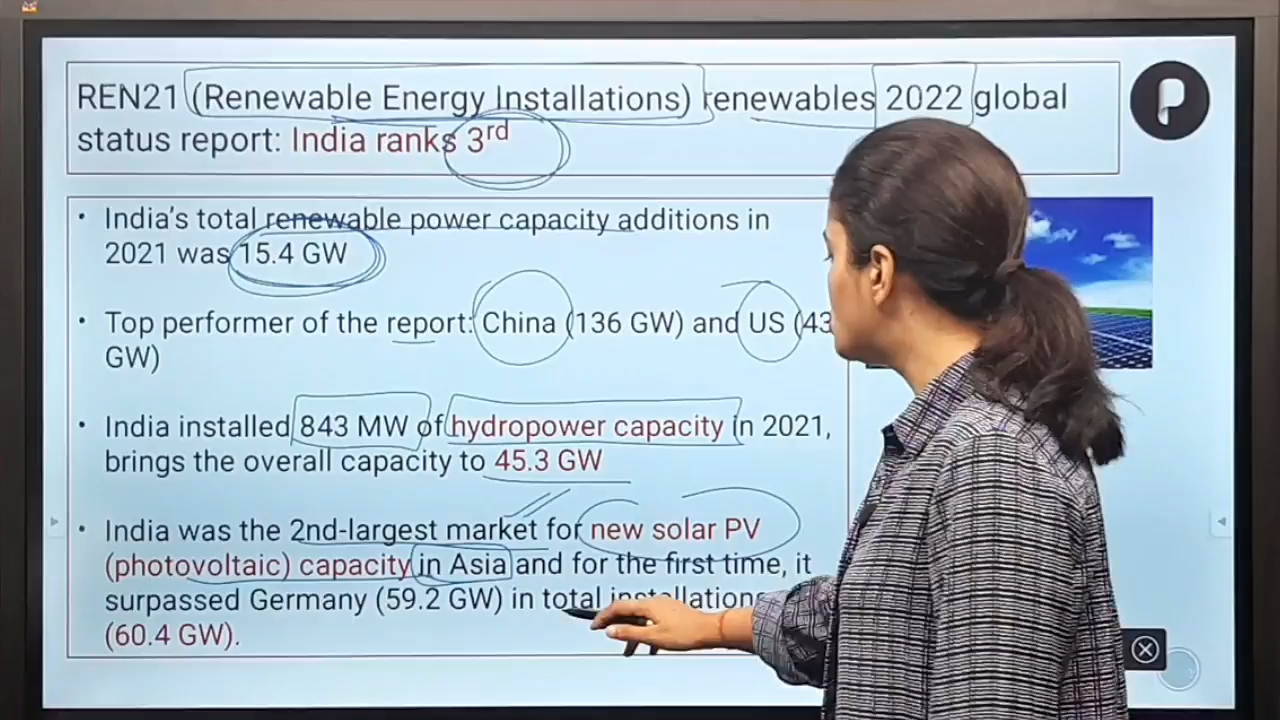 REN21 (Renewable Energy Installations) renewables 2022 global
status report: India ranks 3rd
• India's total renewable power capacity additions in
2021 was 15.4 GW
• Top performer of the report: China (136 GW) and US (43
GW)
• India installed 843 MW of hydropower capacity in 2021,
brings the overall capacity to 45.3 GW
• India was the 2nd-largest market for new solar PV
(photovoltaic) capacity in Asia and for the first time, it
surpassed Germany (59.2 GW) in total installations
(60.4 GW).